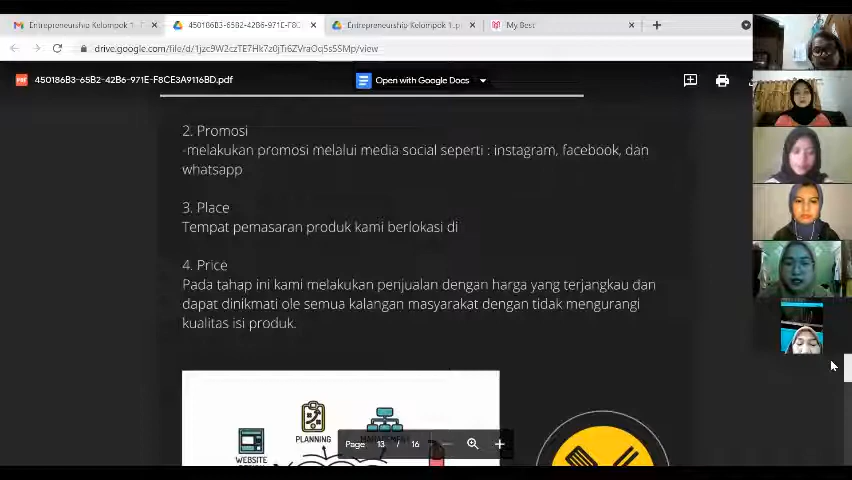 Entrepreneurship Kelompok 1
450186B3-65B2-42B6-971E-F8C
Entrepreneurship Kelompok 1.p
My Best
drive.google.com/file/d/1jzc9W2czTE7Hk7z0jTr6ZVraOq5s5SMp/view
PDF
450186B3-65B2-42B6-971E-F8CE3A9116BD.pdf
Open with Google Docs
2. Promosi
-melakukan promosi melalui media social seperti : instagram, facebook, dan
whatsapp
3. Place
Tempat pemasaran produk kami berlokasi di
4. Price
Pada tahap ini kami melakukan penjualan dengan harga yang terjangkau dan
dapat dinikmati ole semua kalangan masyarakat dengan tidak mengurangi
kualitas isi produk.
PLANNING
WEBSITE
Page 13 / 16